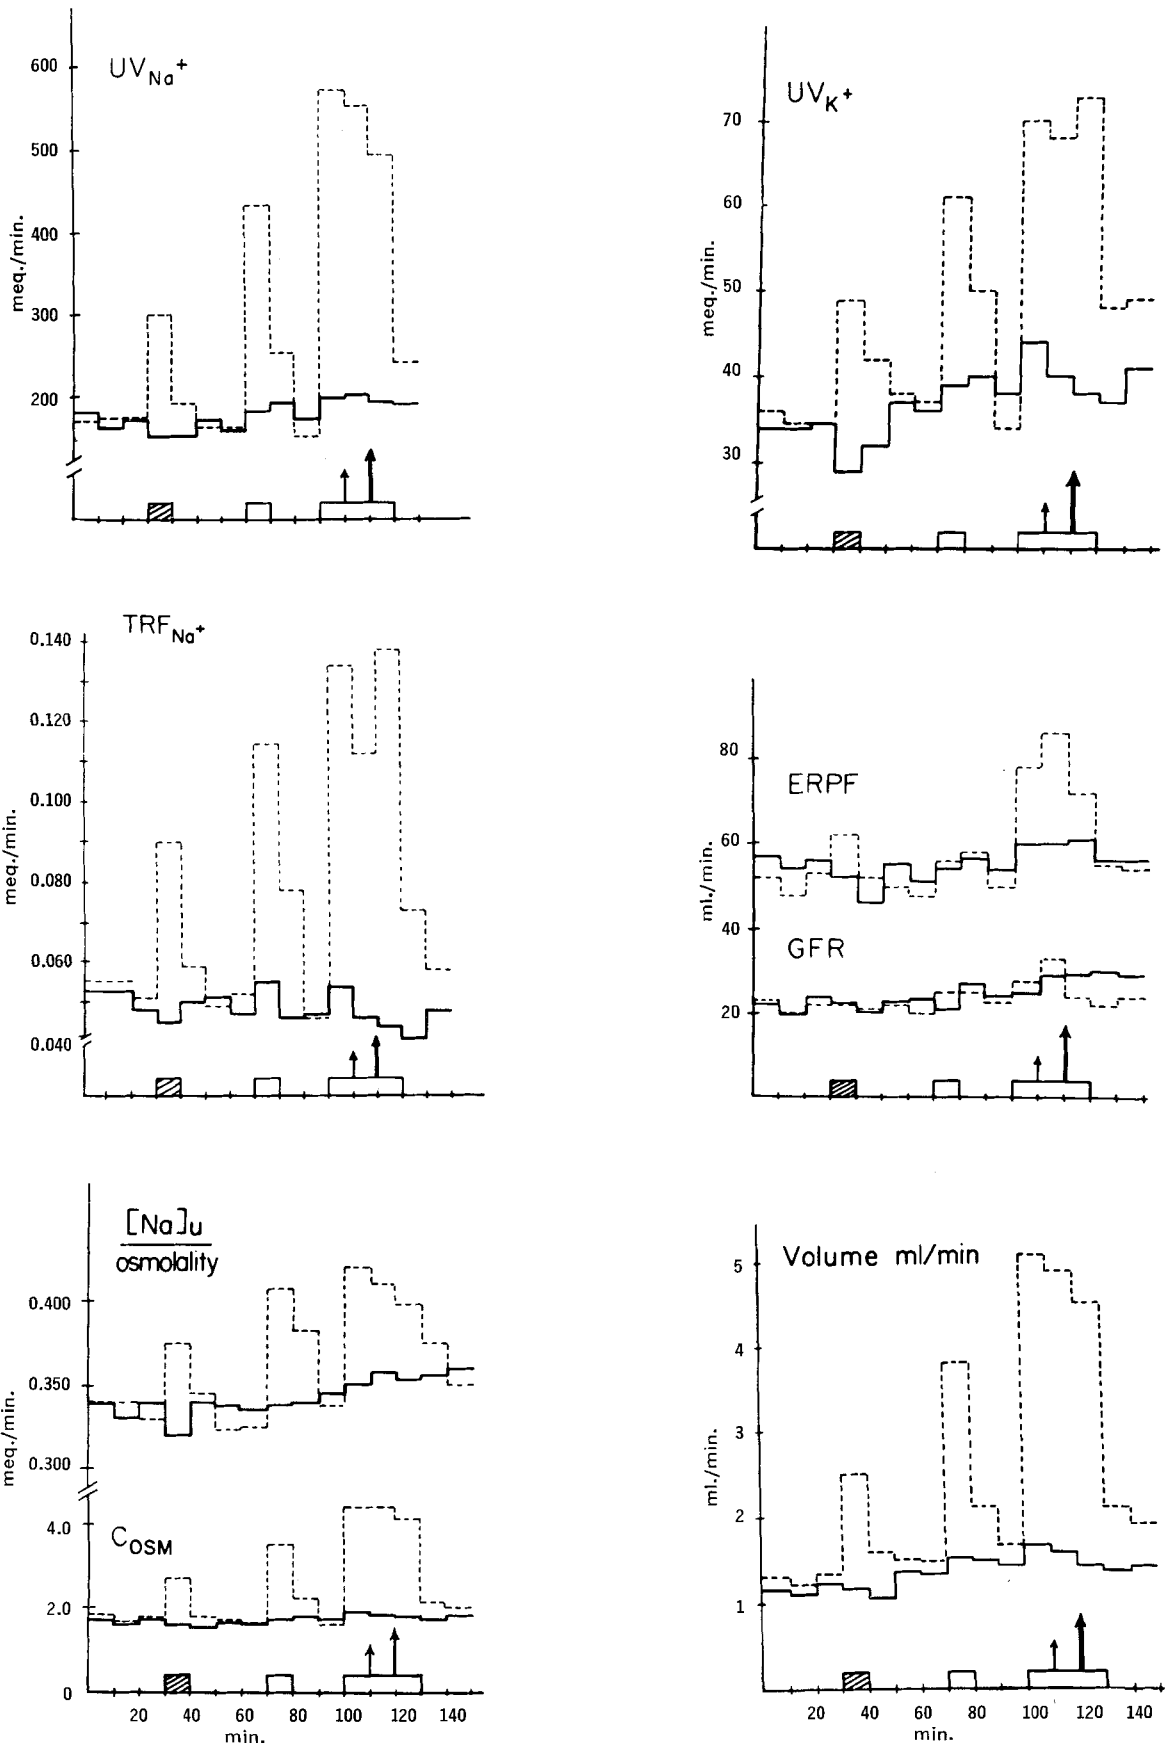 UV Na+
600
500
400
300
200
meq./min.
UV K+
70
60
50
40
30
meq./min.
TRF Na+
0.140
0.120
0.100
0.080
0.060
0.040
meq./min.
ERPF
GFR
80
60
40
20
ml./min.
[Na]u
osmolality
0.400
0.350
0.300
meq./min.
COSM
4.0
2.0
0
20 40 60 80 100 120 140
min.
Volume ml/min
5
4
3
2
1
ml./min.
20 40 60 80 100 120 140
min.